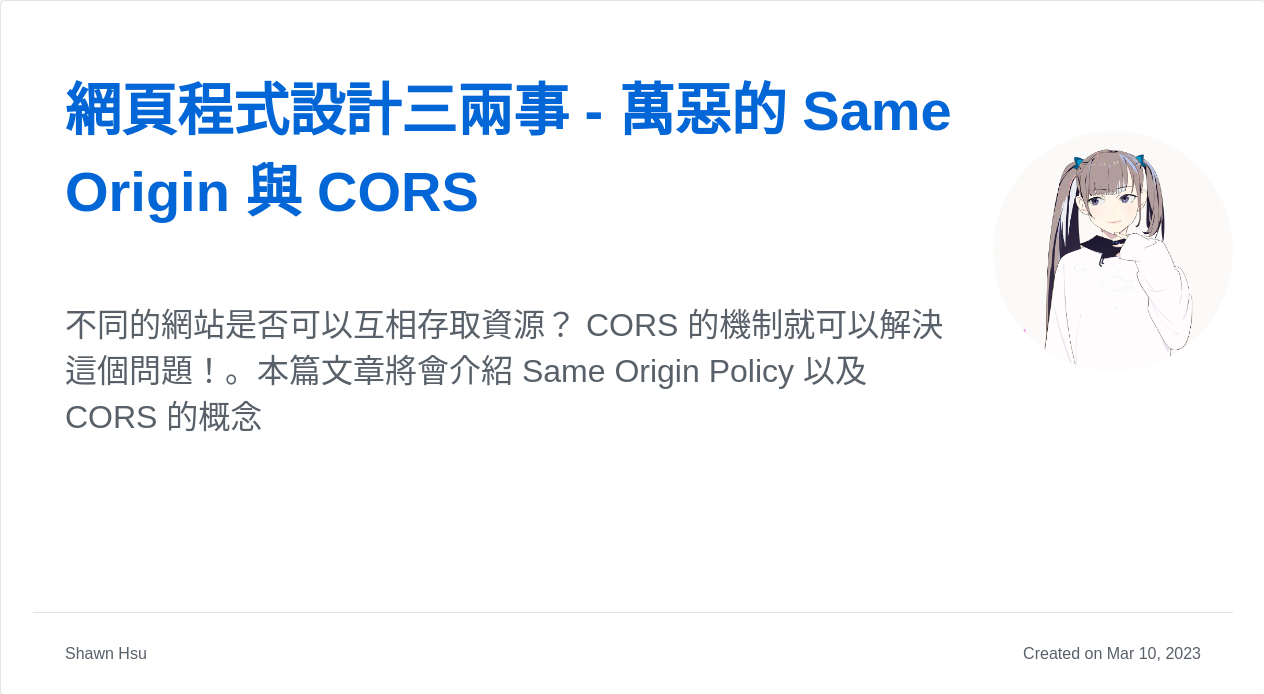 網頁程式設計三兩事 - 萬惡的 Same
Origin 與 CORS
不同的網站是否可以互相存取資源？ CORS 的機制就可以解決
這個問題！。本篇文章將會介紹 Same Origin Policy 以及
CORS 的概念
Shawn Hsu
Created on Mar 10, 2023